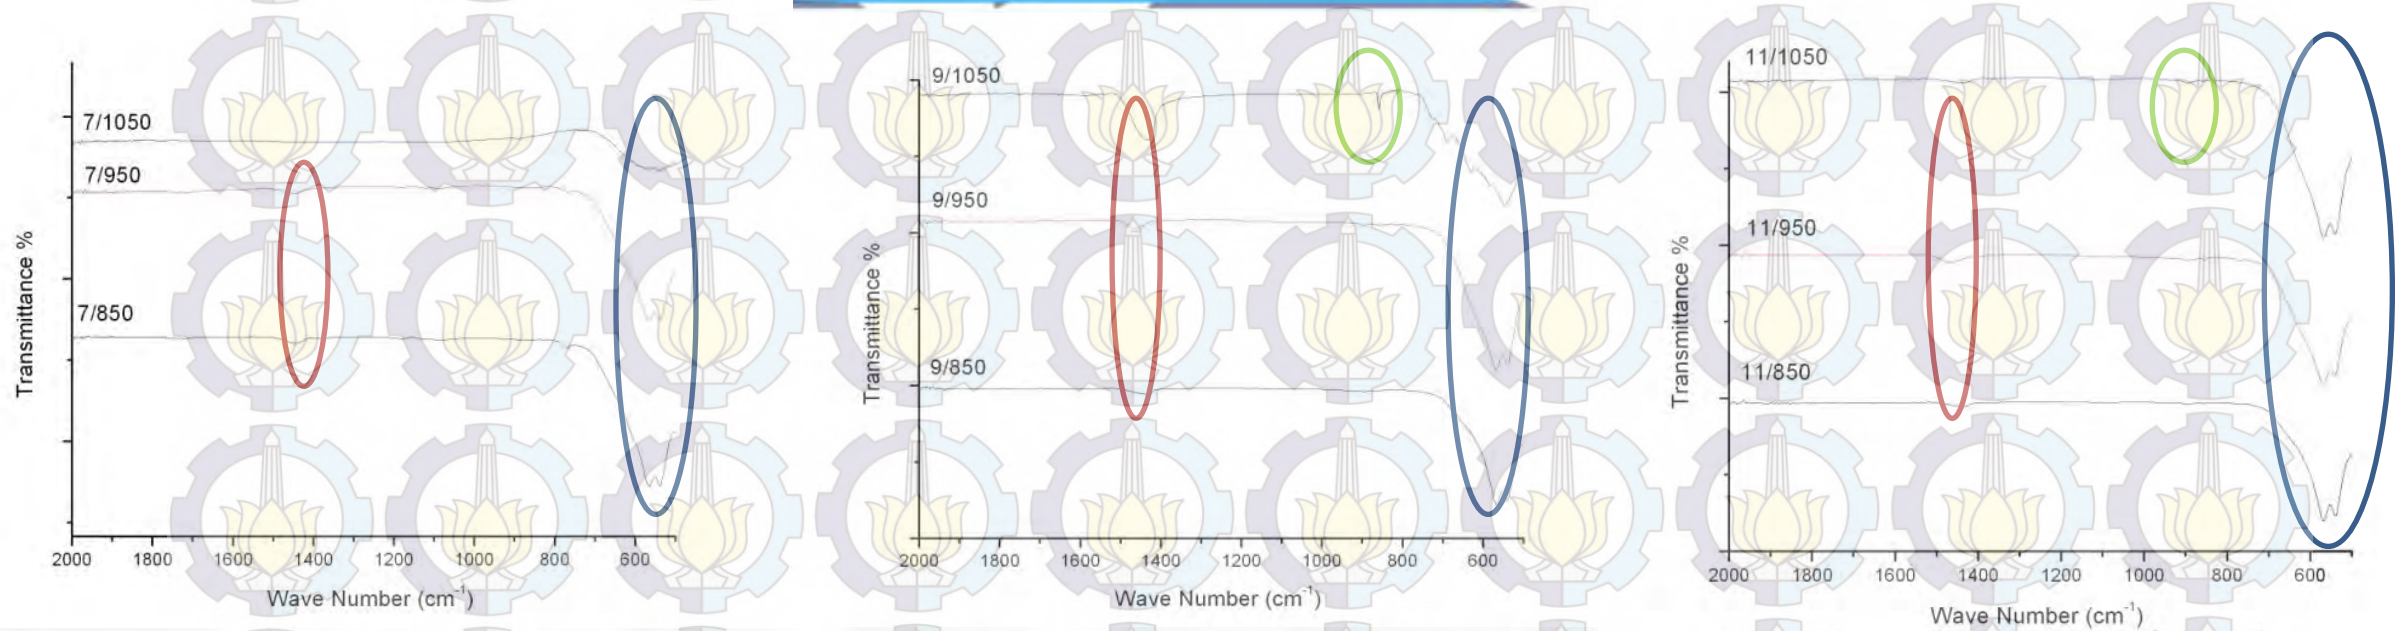 Transmittance %
7/1050
7/950
7/850
2000 1800 1600 1400 1200 1000 800 600
Wave Number (cm⁻¹)
Transmittance %
9/1050
9/950
9/850
2000 1800 1600 1400 1200 1000 800 600
Wave Number (cm⁻¹)
Transmittance %
11/1050
11/950
11/850
2000 1800 1600 1400 1200 1000 800 600
Wave Number (cm⁻¹)